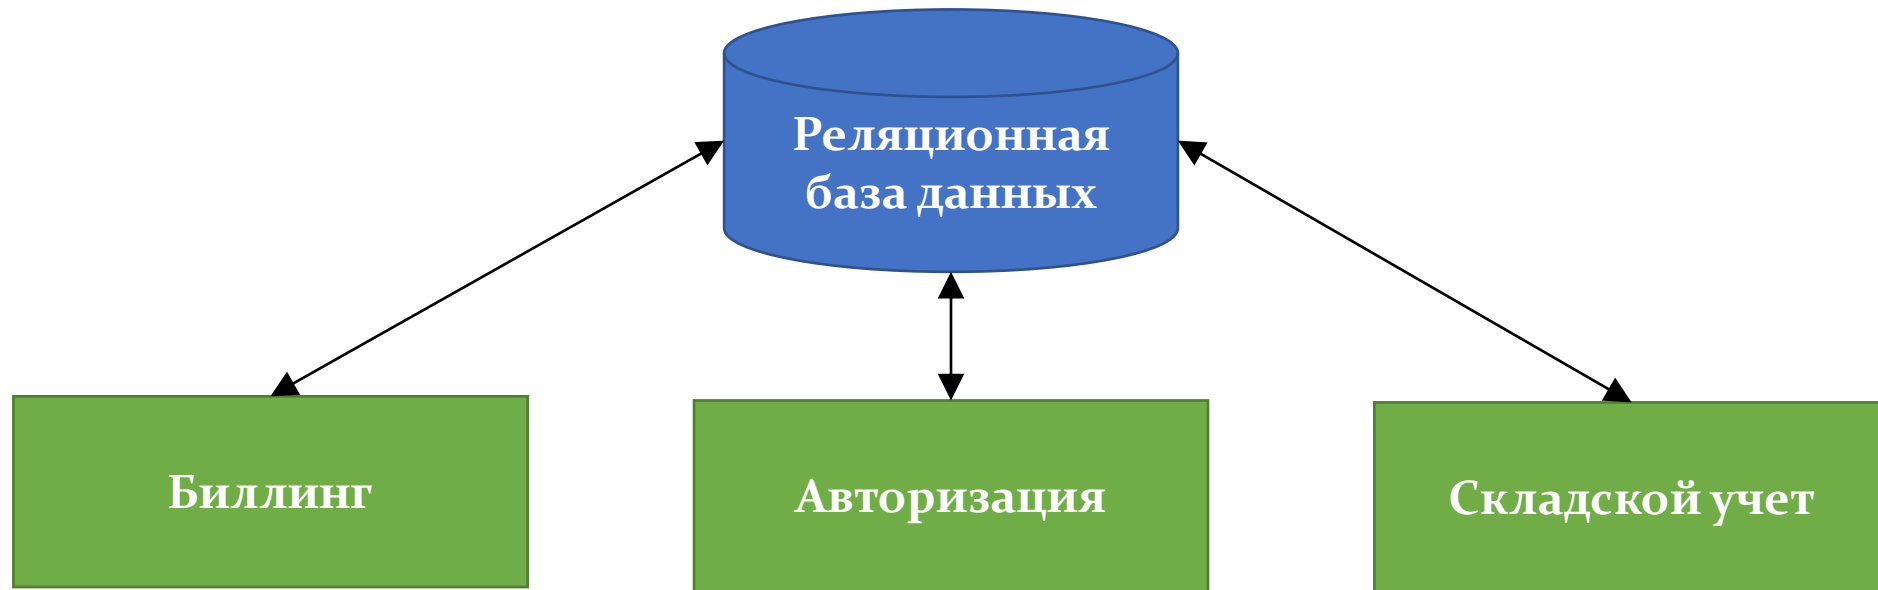 Реляционная
база данных
Биллинг
Авторизация
Складской учет